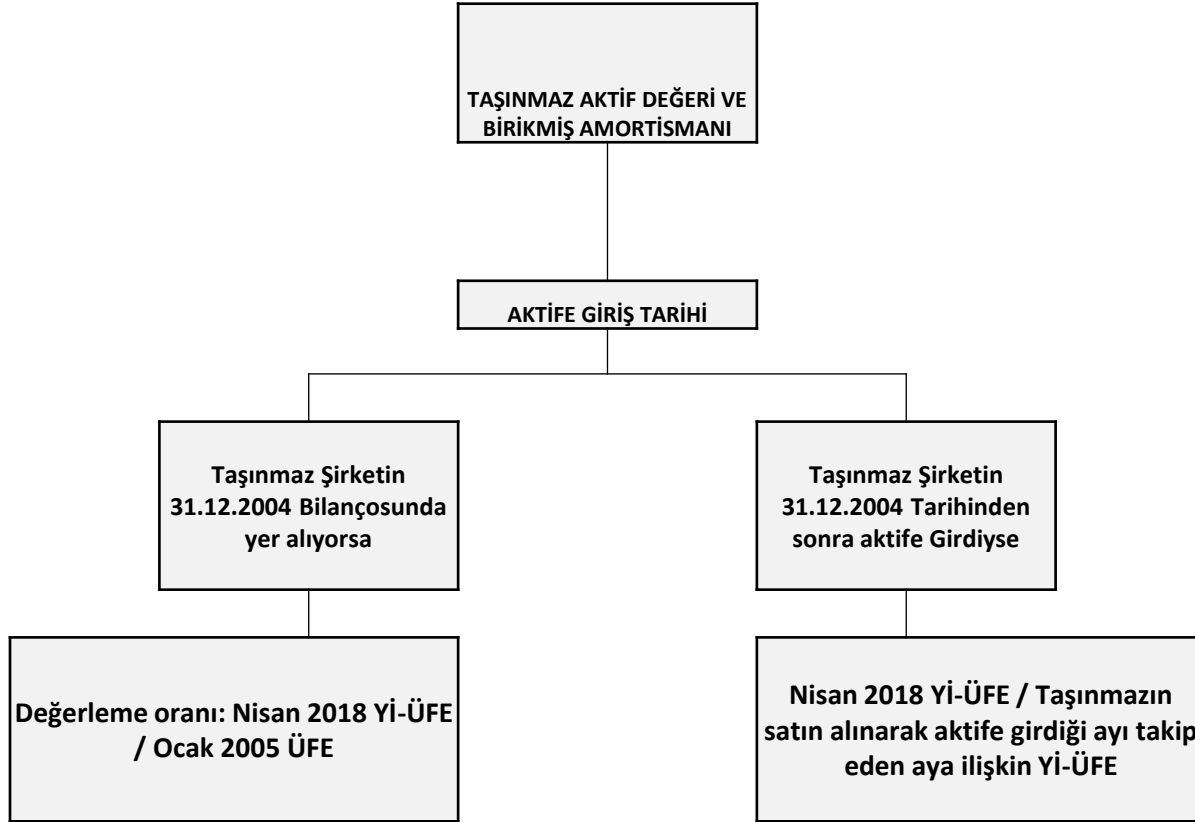 TAŞINMAZ AKTİF DEĞERİ VE
BİRİKMİŞ AMORTİSMANI
AKTİFE GİRİŞ TARİHİ
Taşınmaz Şirketin
31.12.2004 Bilançosunda
yer alıyorsa
Taşınmaz Şirketin
31.12.2004 Tarihinden
sonra aktife Girdiyse
Değerleme oranı: Nisan 2018 Yİ-ÜFE
/ Ocak 2005 ÜFE
Nisan 2018 Yİ-ÜFE / Taşınmazın
satın alınarak aktife girdiği ayı takip
eden aya ilişkin Yİ-ÜFE